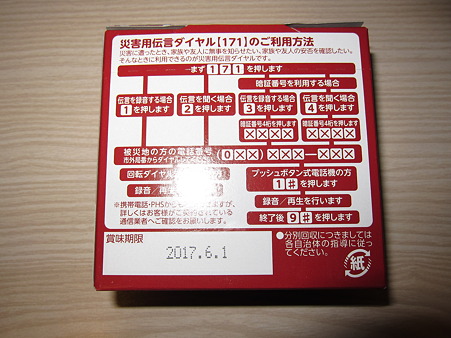 災害用伝言ダイヤル【171】のご利用方法
災害に遭ったとき、家族や友人に無事を知らせたい、家族や友人の安否を確認したい。
そんなときに利用できるのが災害用伝言ダイヤルです。
まず 1 7 1 を押します
暗証番号を利用する場合
伝言を録音する場合 1 を押します
伝言を聞く場合 2 を押します
伝言を録音する場合 3 を押します
伝言を聞く場合 4 を押します
暗証番号4桁を押します ××××
暗証番号4桁を押します ××××
被災地の方の電話番号 (0××) ×××-××××
市外局番からダイヤル
回転ダイヤル
録音/再生
プッシュボタン式電話機の方
1 # を押します
録音/再生を行います
終了後 9 # を押します
※携帯電話・PHSか
詳しくはお客様がご契約されている
通信業者へご確認をお願いします。
賞味期限
2017.6.1
●分別回収につきましては
各自治体の指導に従っ
てください。
紙